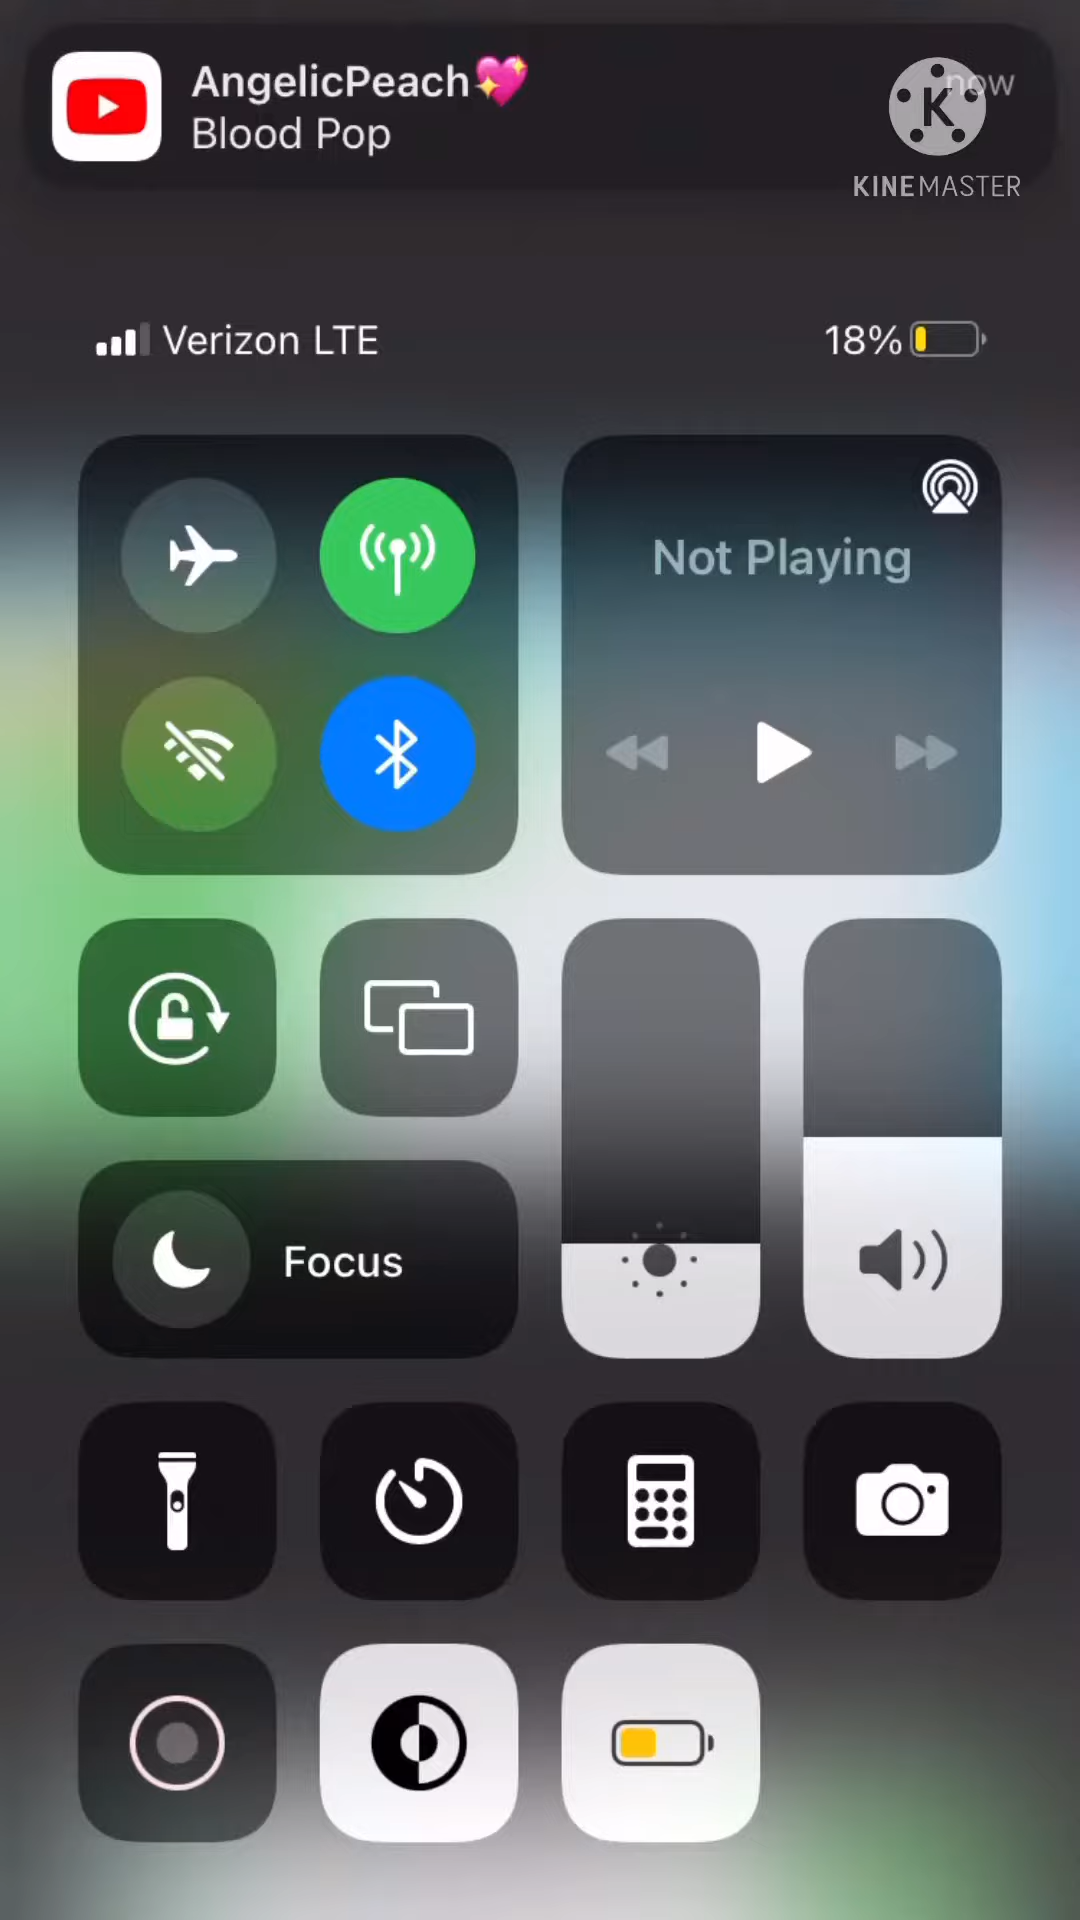 AngelicPeach💖
now
Blood Pop
K
KINEMASTER
Verizon LTE
18%
Not Playing
Focus